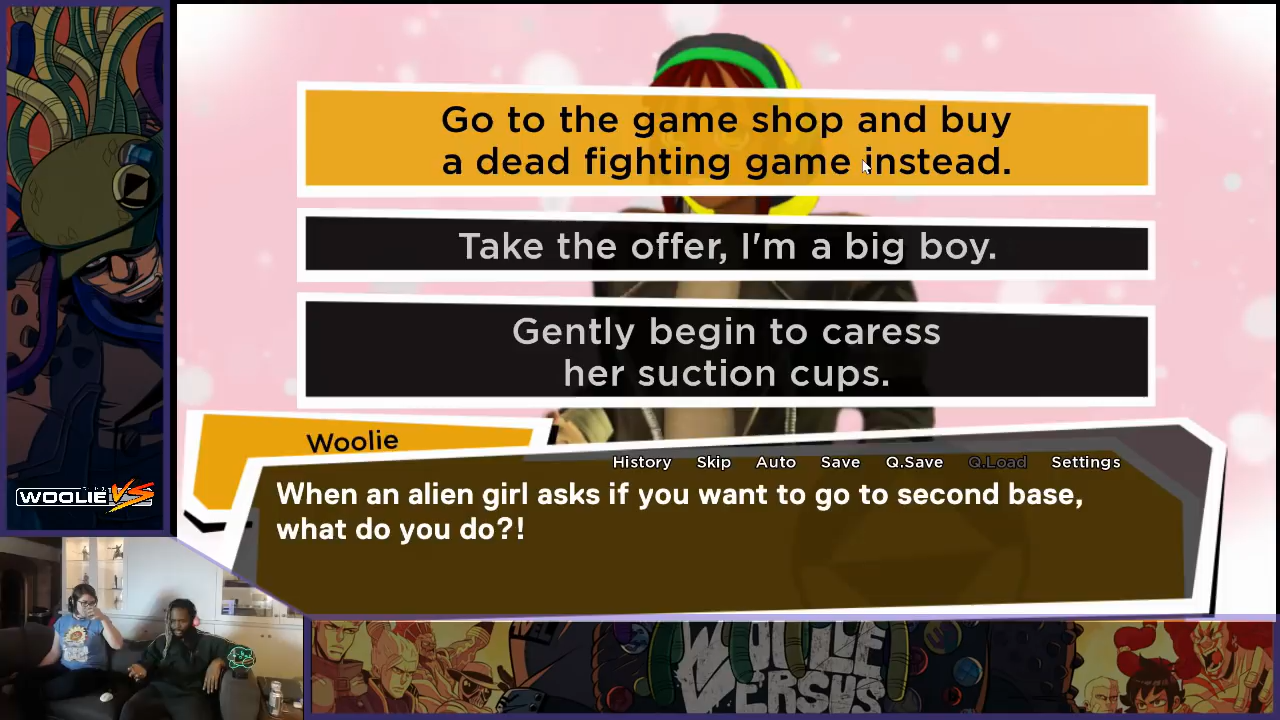 Go to the game shop and buy
a dead fighting game instead.
Take the offer, I'm a big boy.
Gently begin to caress
her suction cups.
Woolie
History Skip Auto Save Q.Save Q.Load Settings
When an alien girl asks if you want to go to second base,
what do you do?!
WOOLIE VS
WOOLIE
VERSUS